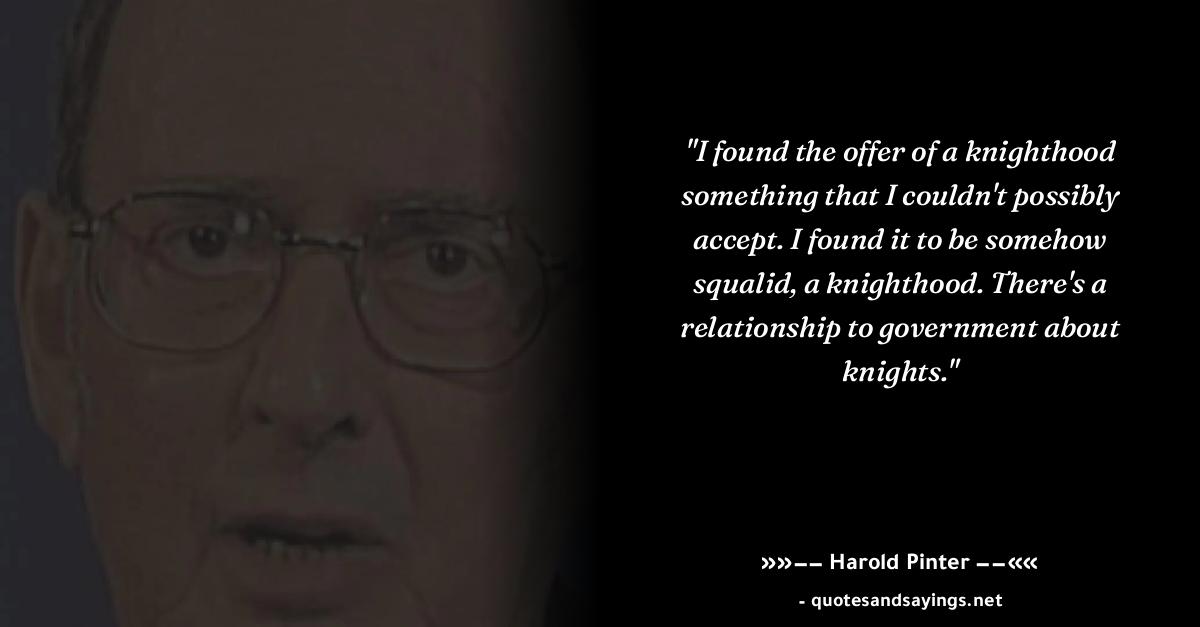 "I found the offer of a knighthood
something that I couldn't possibly
accept. I found it to be somehow
squalid, a knighthood. There's a
relationship to government about
knights."
»»–– Harold Pinter ––««
- quotesandsayings.net